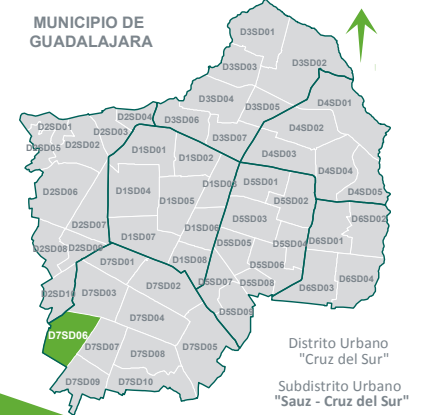 MUNICIPIO DE
GUADALAJARA
D3SD01
D3SD02
D3SD03
D3SD04
D3SD05
D4SD01
D2SD04
D3SD06
D2SD01
D2SD03
D3SD07
D4SD02
D2SD05
D2SD02
D1SD01
D1SD02
D4SD03
D4SD04
D2SD06
D1SD04
D1SD03
D5SD01
D4SD05
D1SD05
D5SD02
D2SD07
D5SD03
D6SD02
D1SD07
D1SD06
D5SD05
D5SD04
D6SD01
D2SD08
D2SD09
D7SD01
D1SD08
D5SD06
D2SD10
D7SD03
D7SD02
D5SD07
D5SD08
D6SD03
D6SD04
D7SD04
D5SD09
D7SD06
D7SD07
D7SD08
D7SD05
D7SD09
D7SD10
Distrito Urbano
"Cruz del Sur"
Subdistrito Urbano
"Sauz - Cruz del Sur"